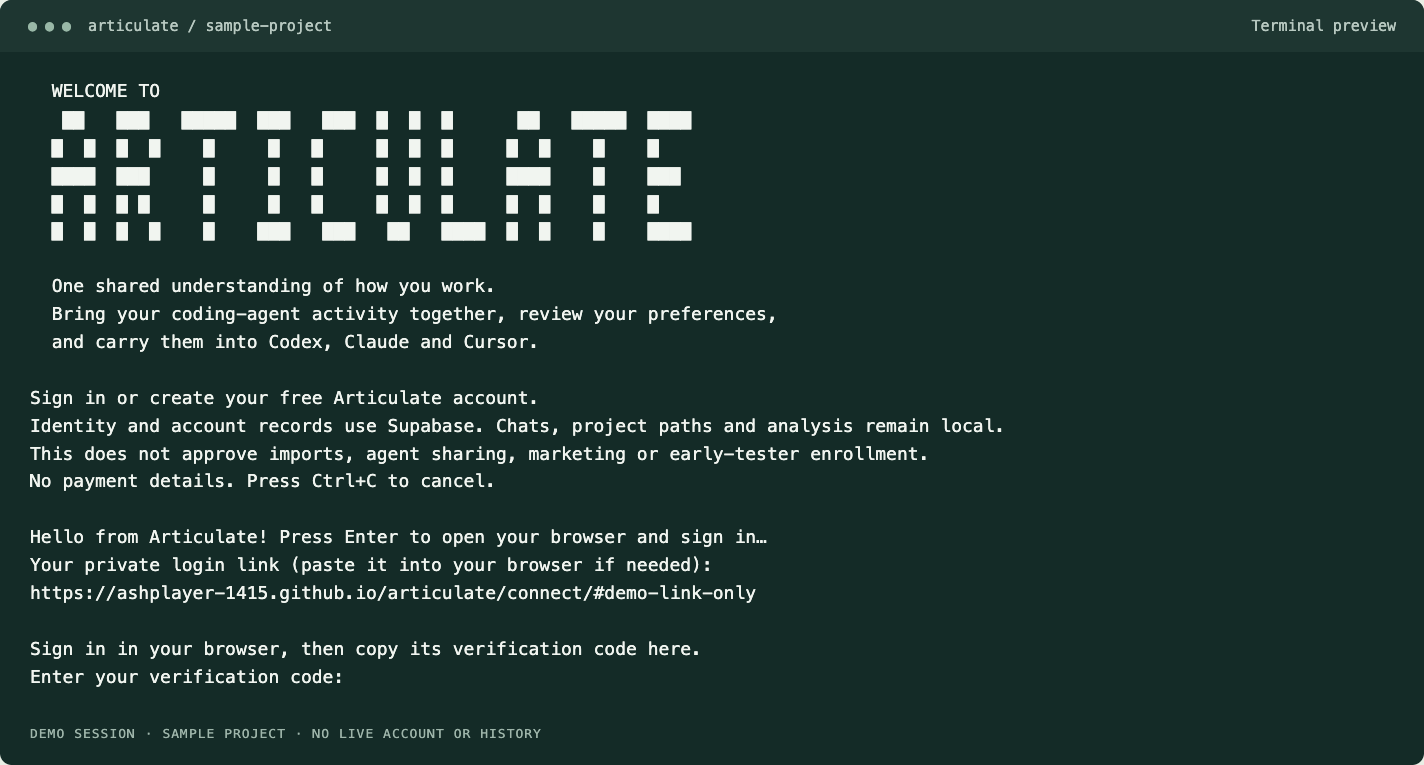 articulate / sample-project
Terminal preview
WELCOME TO
ARTICULATE
One shared understanding of how you work.
Bring your coding-agent activity together, review your preferences,
and carry them into Codex, Claude and Cursor.
Sign in or create your free Articulate account.
Identity and account records use Supabase. Chats, project paths and analysis remain local.
This does not approve imports, agent sharing, marketing or early-tester enrollment.
No payment details. Press Ctrl+C to cancel.
Hello from Articulate! Press Enter to open your browser and sign in…
Your private login link (paste it into your browser if needed):
https://ashplayer-1415.github.io/articulate/connect/#demo-link-only
Sign in in your browser, then copy its verification code here.
Enter your verification code:
DEMO SESSION · SAMPLE PROJECT · NO LIVE ACCOUNT OR HISTORY